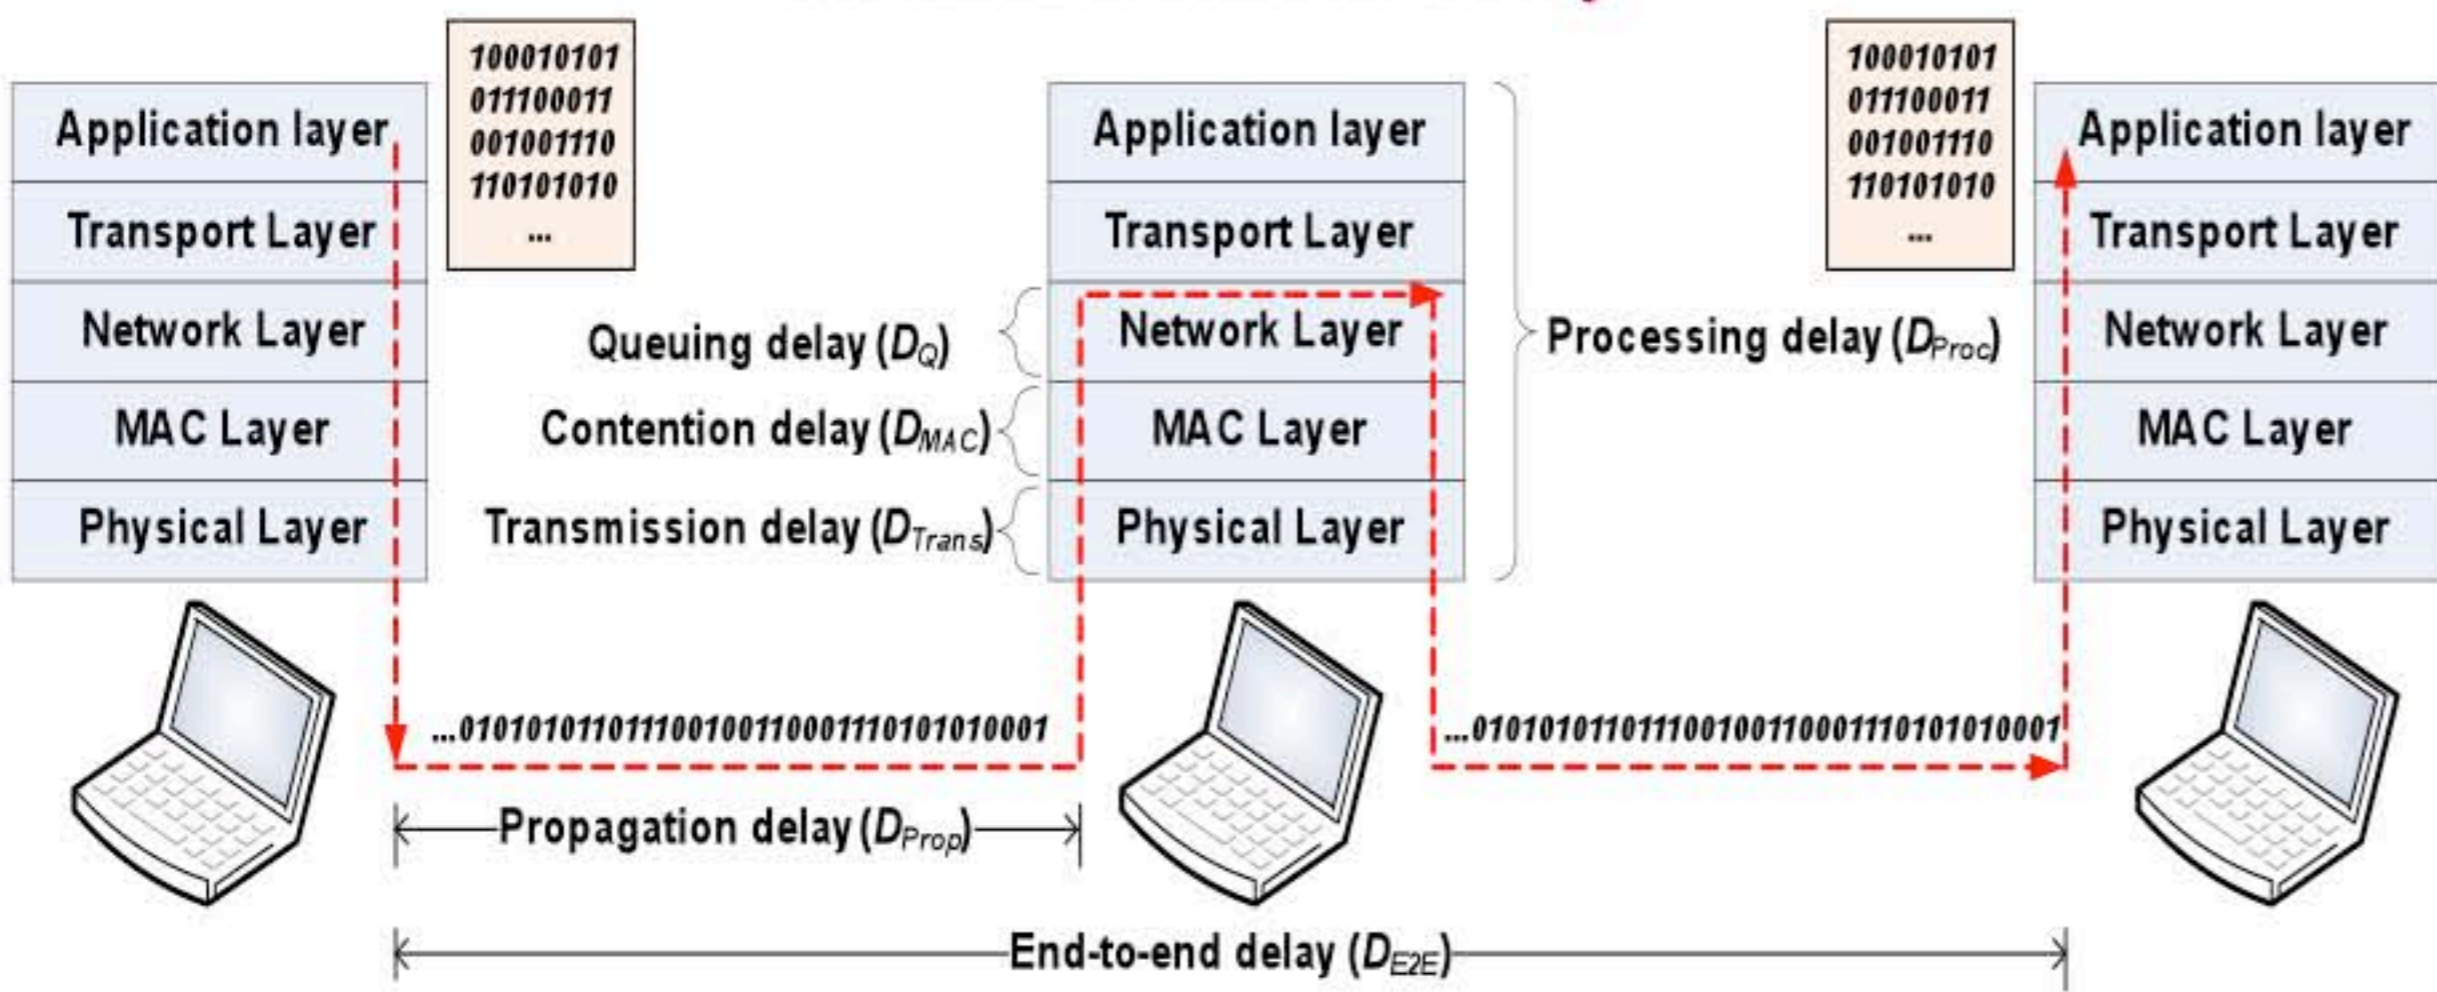 100010101
011100011
001001110
110101010
...
Application layer
Transport Layer
Network Layer
MAC Layer
Physical Layer
Queuing delay (DQ)
Contention delay (DMAC)
Transmission delay (DTrans)
Application layer
Transport Layer
Network Layer
MAC Layer
Physical Layer
Processing delay (DProc)
100010101
011100011
001001110
110101010
...
Application layer
Transport Layer
Network Layer
MAC Layer
Physical Layer
...010101011011100100110001110101010001
...010101011011100100110001110101010001
Propagation delay (DProp)
End-to-end delay (DE2E)